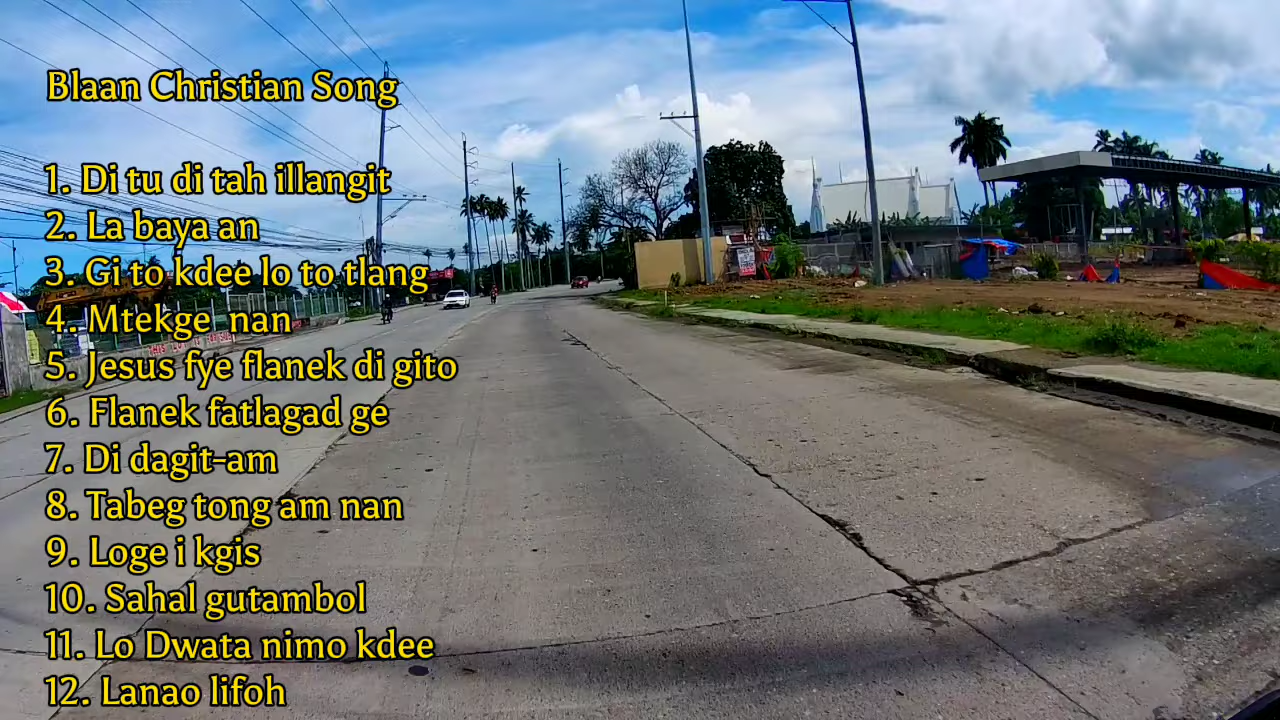 Blaan Christian Song
1. Di tu di tah illangit
2. La baya an
3. Gi to kdee lo to tlang
4. Mtekge nan
5. Jesus fye flanek di gito
6. Flanek fatlagad ge
7. Di dagit-am
8. Tabeg tong am nan
9. Loge i kgis
10. Sahal gutambol
11. Lo Dwata nimo kdee
12. Lanao lifoh